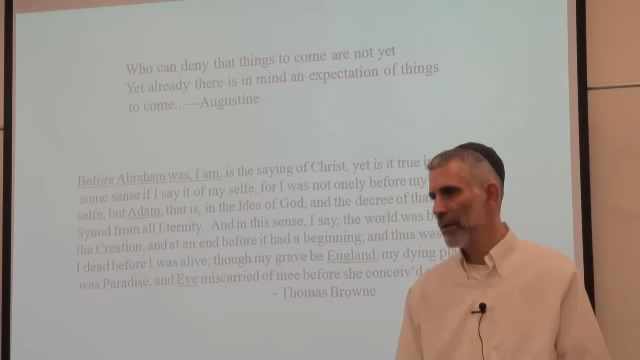 Who can deny that things to come are not yet
Yet already there is in mind an expectation of things
to come...—Augustine
Before Abraham was, I am, is the saying of Christ, yet is it true in
some sense if I say it of my selfe, for I was not onely before my
selfe, but Adam, that is, in the Idea of God, and the decree of that
Synod from all Eternity. And in this sense, I say, the world was
the Creation, and at an end before it had a beginning; and thus was
I dead before I was alive; though my grave be England, my dying
was Paradise, and Eve miscarried of mee before she conceiv'd
- Thomas Browne